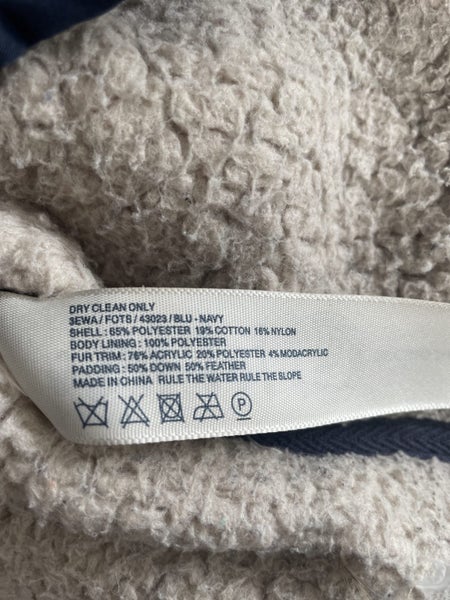 DRY CLEAN ONLY
3EWA / FOTB / 43023 / BLU - NAVY
SHELL : 65% POLYESTER 19% COTTON 16% NYLON
BODY LINING : 100% POLYESTER
FUR TRIM : 76% ACRYLIC 20% POLYESTER 4% MODACRYLIC
PADDING : 50% DOWN 50% FEATHER
MADE IN CHINA RULE THE WATER RULE THE SLOPE
P